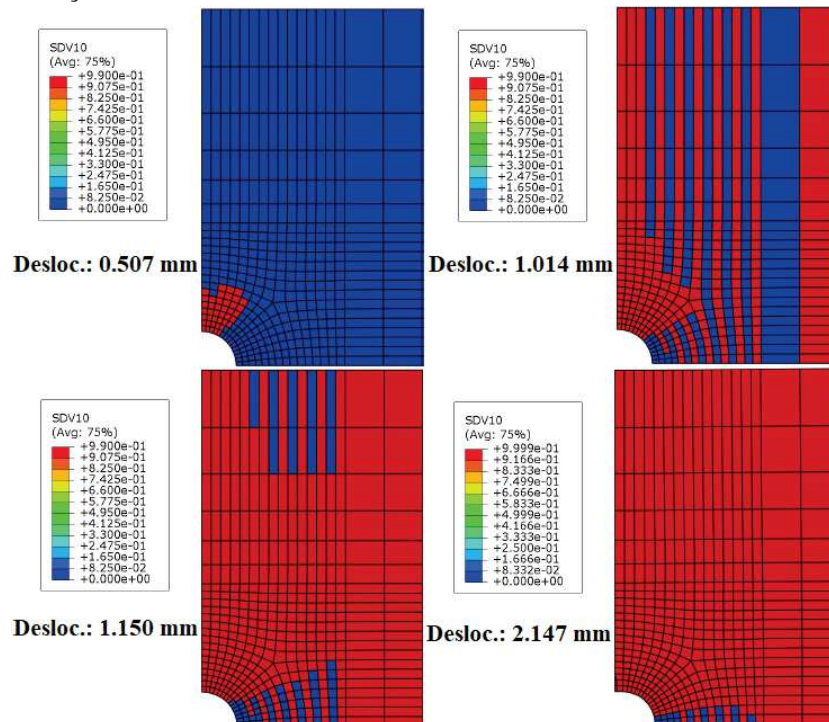 SDV10
(Avg: 75%)
+9.900e-01
+9.075e-01
+8.250e-01
+7.425e-01
+6.600e-01
+5.775e-01
+4.950e-01
+4.125e-01
+3.300e-01
+2.475e-01
+1.650e-01
+8.250e-02
+0.000e+00
Desloc.: 0.507 mm
SDV10
(Avg: 75%)
+9.900e-01
+9.075e-01
+8.250e-01
+7.425e-01
+6.600e-01
+5.775e-01
+4.950e-01
+4.125e-01
+3.300e-01
+2.475e-01
+1.650e-01
+8.250e-02
+0.000e+00
Desloc.: 1.014 mm
SDV10
(Avg: 75%)
+9.900e-01
+9.075e-01
+8.250e-01
+7.425e-01
+6.600e-01
+5.775e-01
+4.950e-01
+4.125e-01
+3.300e-01
+2.475e-01
+1.650e-01
+8.250e-02
+0.000e+00
Desloc.: 1.150 mm
SDV10
(Avg: 75%)
+9.999e-01
+9.166e-01
+8.333e-01
+7.499e-01
+6.666e-01
+5.833e-01
+4.999e-01
+4.166e-01
+3.333e-01
+2.500e-01
+1.666e-01
+8.332e-02
+0.000e+00
Desloc.: 2.147 mm